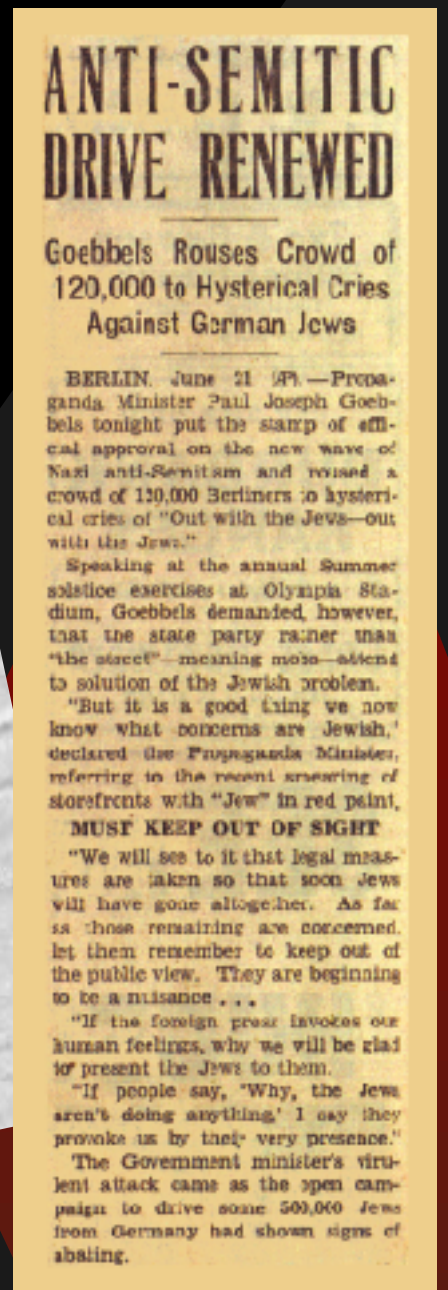 ANTI-SEMITIC
DRIVE RENEWED
Goebbels Rouses Crowd of
120,000 to Hysterical Cries
Against German Jews
BERLIN, June 21 (AP).—Propa-
ganda Minister Paul Joseph Goeb-
bels tonight put the stamp of offi-
cial approval on the new wave of
Nazi anti-Semitism and roused a
crowd of 120,000 Berliners to hysteri-
cal cries of "Out with the Jews—out
with the Jews."
Speaking at the annual Summer
solstice exercises at Olympia Sta-
dium, Goebbels demanded, however,
that the state party rather than
"the street"—meaning mobs—attend
to solution of the Jewish problem.
"But it is a good thing we now
know what concerns are Jewish,'
declared the Propaganda Minister,
referring to the recent smearing of
storefronts with "Jew" in red paint.
MUST KEEP OUT OF SIGHT
"We will see to it that legal meas-
ures are taken so that soon Jews
will have gone altogether. As far
as those remaining are concerned,
let them remember to keep out of
the public view. They are beginning
to be a nuisance . . .
"If the foreign press invokes our
human feelings, why we will be glad
to present the Jews to them.
"If people say, 'Why, the Jews
aren't doing anything,' I say they
provoke us by their very presence."
The Government minister's viru-
lent attack came as the open cam-
paign to drive some 500,000 Jews
from Germany had shown signs of
abating.